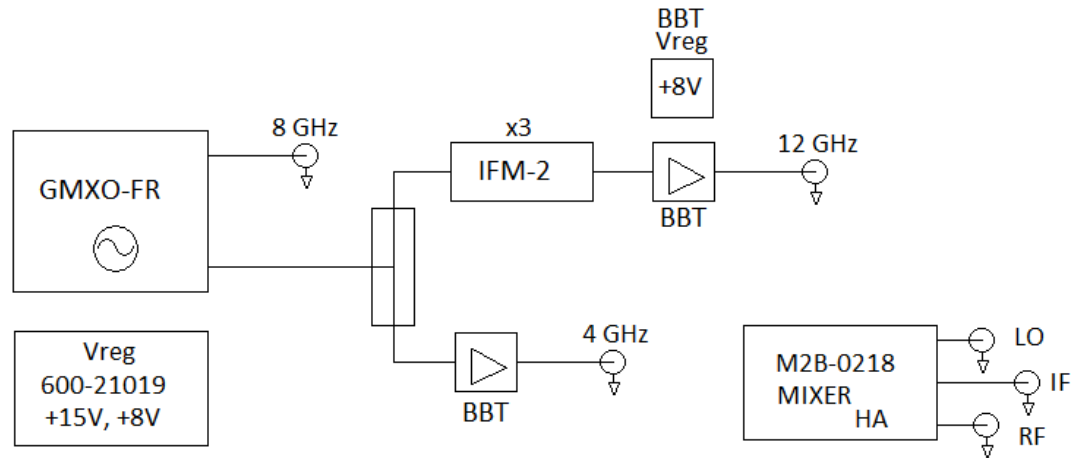 BBT
Vreg
+8V
8 GHz
x3
12 GHz
GMXO-FR
IFM-2
BBT
Vreg
600-21019
+15V, +8V
4 GHz
BBT
M2B-0218
MIXER
HA
LO
IF
RF